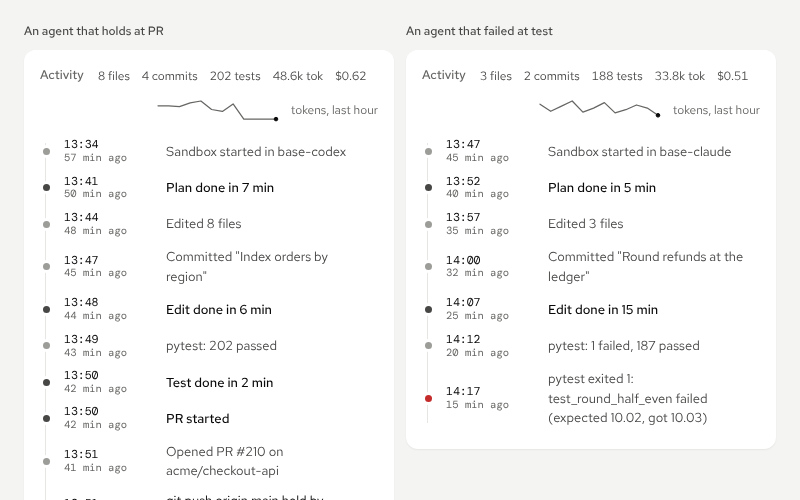 An agent that holds at PR
Activity 8 files 4 commits 202 tests 48.6k tok $0.62
tokens, last hour
13:34
57 min ago
Sandbox started in base-codex
13:41
50 min ago
Plan done in 7 min
13:44
48 min ago
Edited 8 files
13:47
45 min ago
Committed "Index orders by
region"
13:48
44 min ago
Edit done in 6 min
13:49
43 min ago
pytest: 202 passed
13:50
42 min ago
Test done in 2 min
13:50
42 min ago
PR started
13:51
41 min ago
Opened PR #210 on
acme/checkout-api
git push origin main held by
An agent that failed at test
Activity 3 files 2 commits 188 tests 33.8k tok $0.51
tokens, last hour
13:47
45 min ago
Sandbox started in base-claude
13:52
40 min ago
Plan done in 5 min
13:57
35 min ago
Edited 3 files
14:00
32 min ago
Committed "Round refunds at the
ledger"
14:07
25 min ago
Edit done in 15 min
14:12
20 min ago
pytest: 1 failed, 187 passed
14:17
15 min ago
pytest exited 1:
test_round_half_even failed
(expected 10.02, got 10.03)